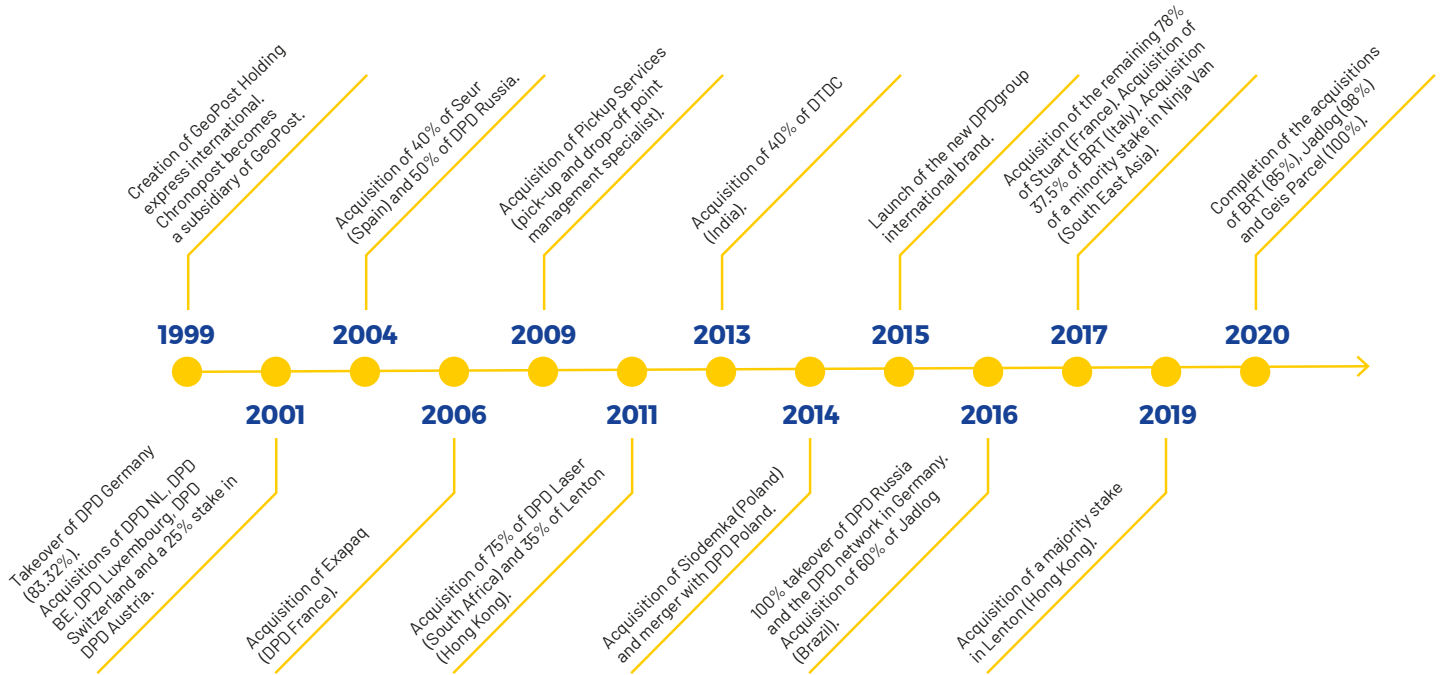 Creation of GeoPost Holding
express international.
Chronopost becomes
a subsidiary of GeoPost.
Acquisition of 40% of Seur
(Spain) and 50% of DPD Russia.
Acquisition of Pickup Services
(pick-up and drop-off point
management specialist).
Acquisition of 40% of DTDC
(India).
Launch of the new DPDgroup
international brand.
Acquisition of the remaining 78%
of Stuart (France). Acquisition of
37.5% of BRT (Italy). Acquisition
of a minority stake in Ninja Van
(South East Asia).
Completion of the acquisitions
of BRT (85%), Jadlog (98%)
and Geis Parcel (100%).
1999
2004
2009
2013
2015
2017
2020
2001
2006
2011
2014
2016
2019
Takeover of DPD Germany
(83.32%).
Acquisitions of DPD NL, DPD
BE, DPD Luxembourg, DPD
Switzerland and a 25% stake in
DPD Austria.
Acquisition of Exapaq
(DPD France).
Acquisition of 75% of DPD Laser
(South Africa) and 35% of Lenton
(Hong Kong).
Acquisition of Siodemka (Poland)
and merger with DPD Poland.
100% takeover of DPD Russia
and the DPD network in Germany.
Acquisition of 60% of Jadlog
(Brazil).
Acquisition of a majority stake
in Lenton (Hong Kong).